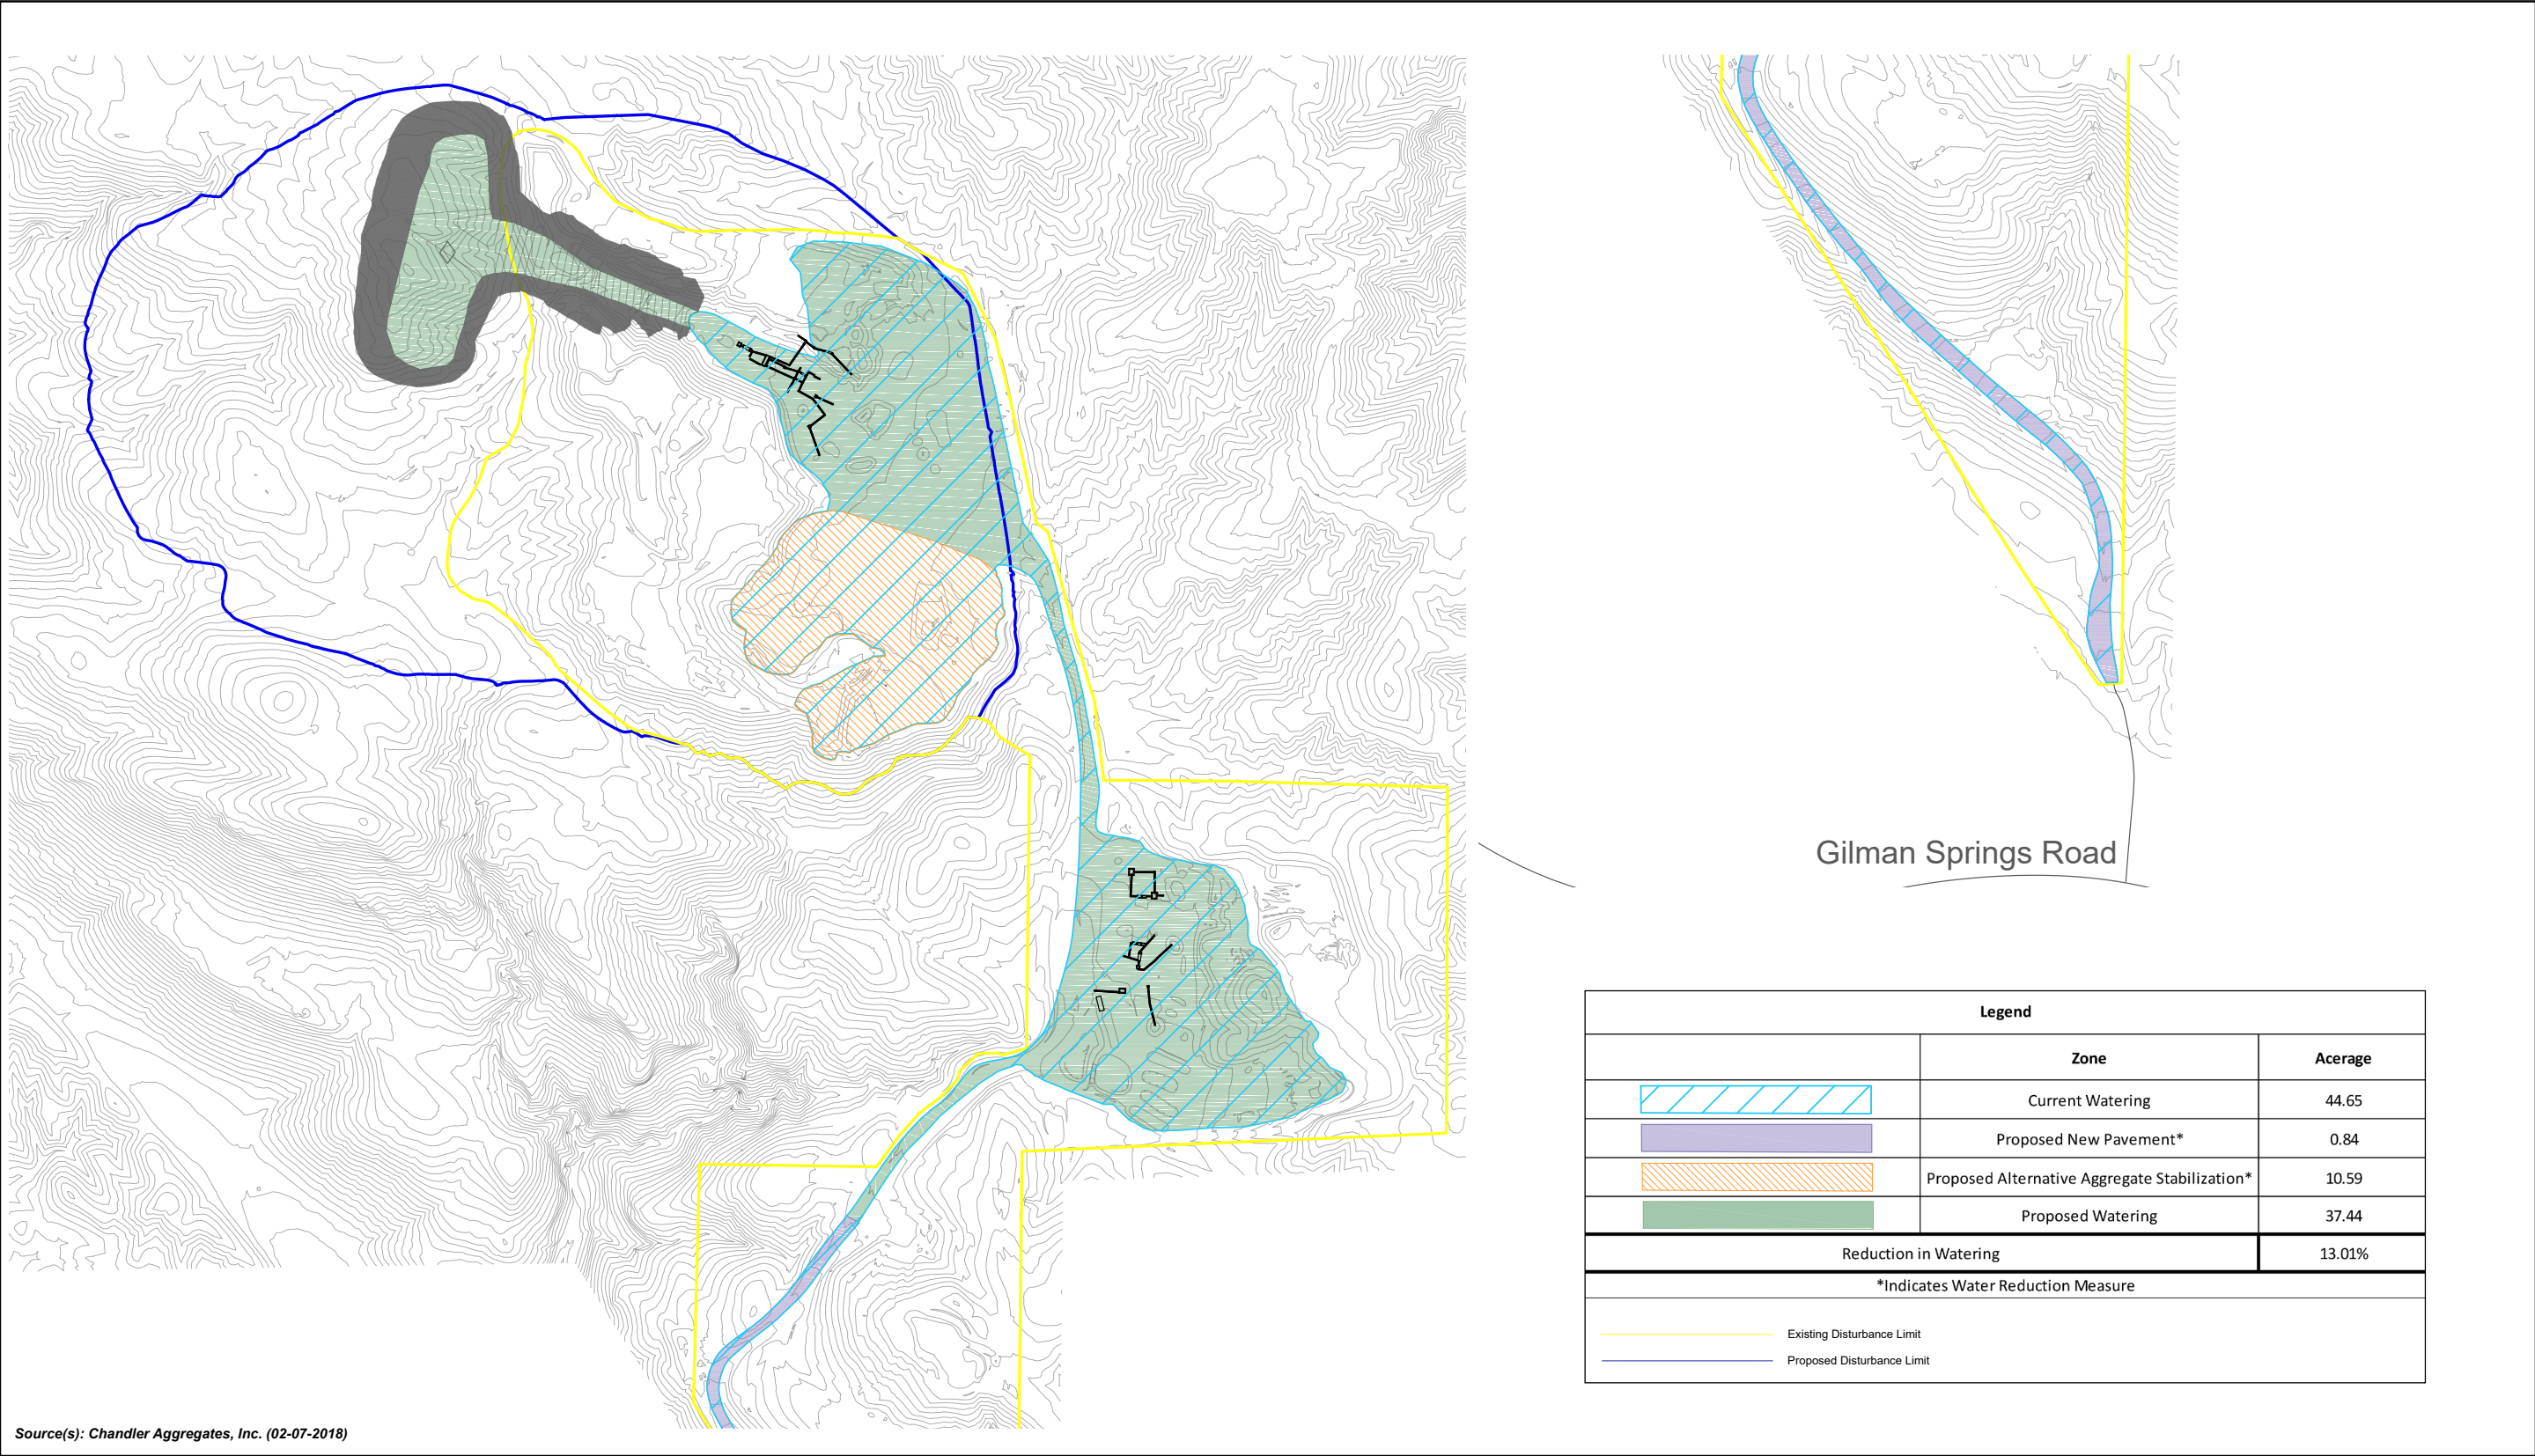 Gilman Springs Road
Legend
Zone Acerage
Current Watering 44.65
Proposed New Pavement* 0.84
Proposed Alternative Aggregate Stabilization* 10.59
Proposed Watering 37.44
Reduction in Watering 13.01%
*Indicates Water Reduction Measure
Existing Disturbance Limit
Proposed Disturbance Limit
Source(s): Chandler Aggregates, Inc. (02-07-2018)